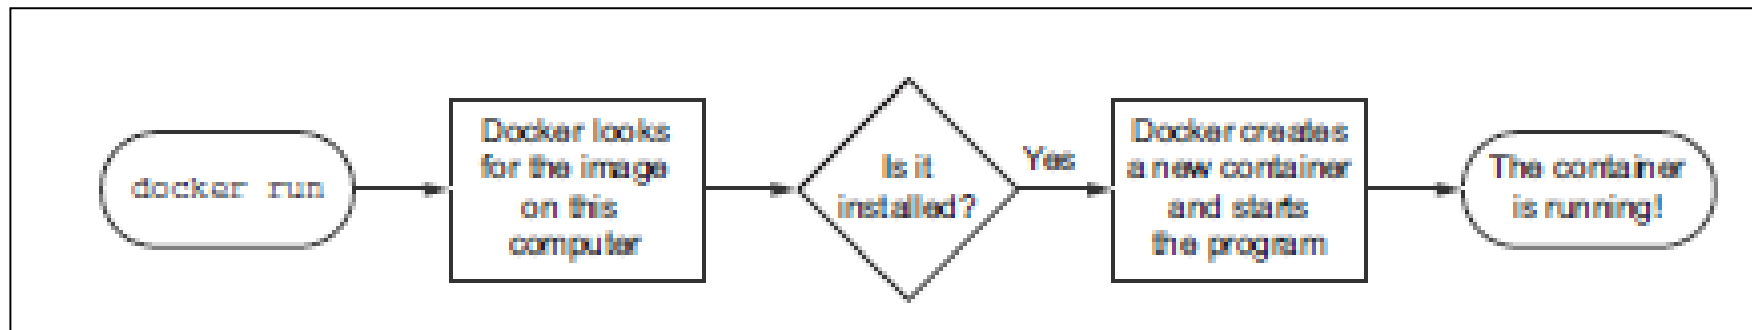 docker run
Docker looks
for the image
on this
computer
Is it
installed?
Yes
Docker creates
a new container
and starts
the program
The container
is running!